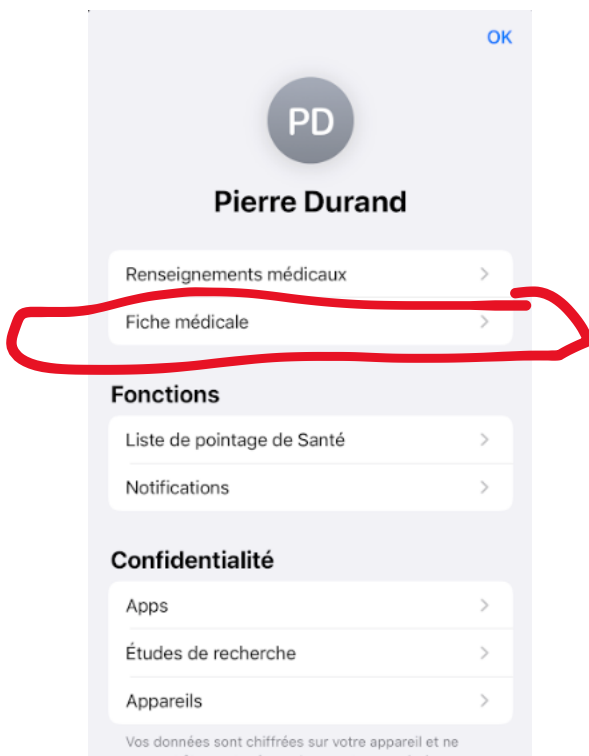 OK
PD
Pierre Durand
Renseignements médicaux
Fiche médicale
Fonctions
Liste de pointage de Santé
Notifications
Confidentialité
Apps
Études de recherche
Appareils
Vos données sont chiffrées sur votre appareil et ne